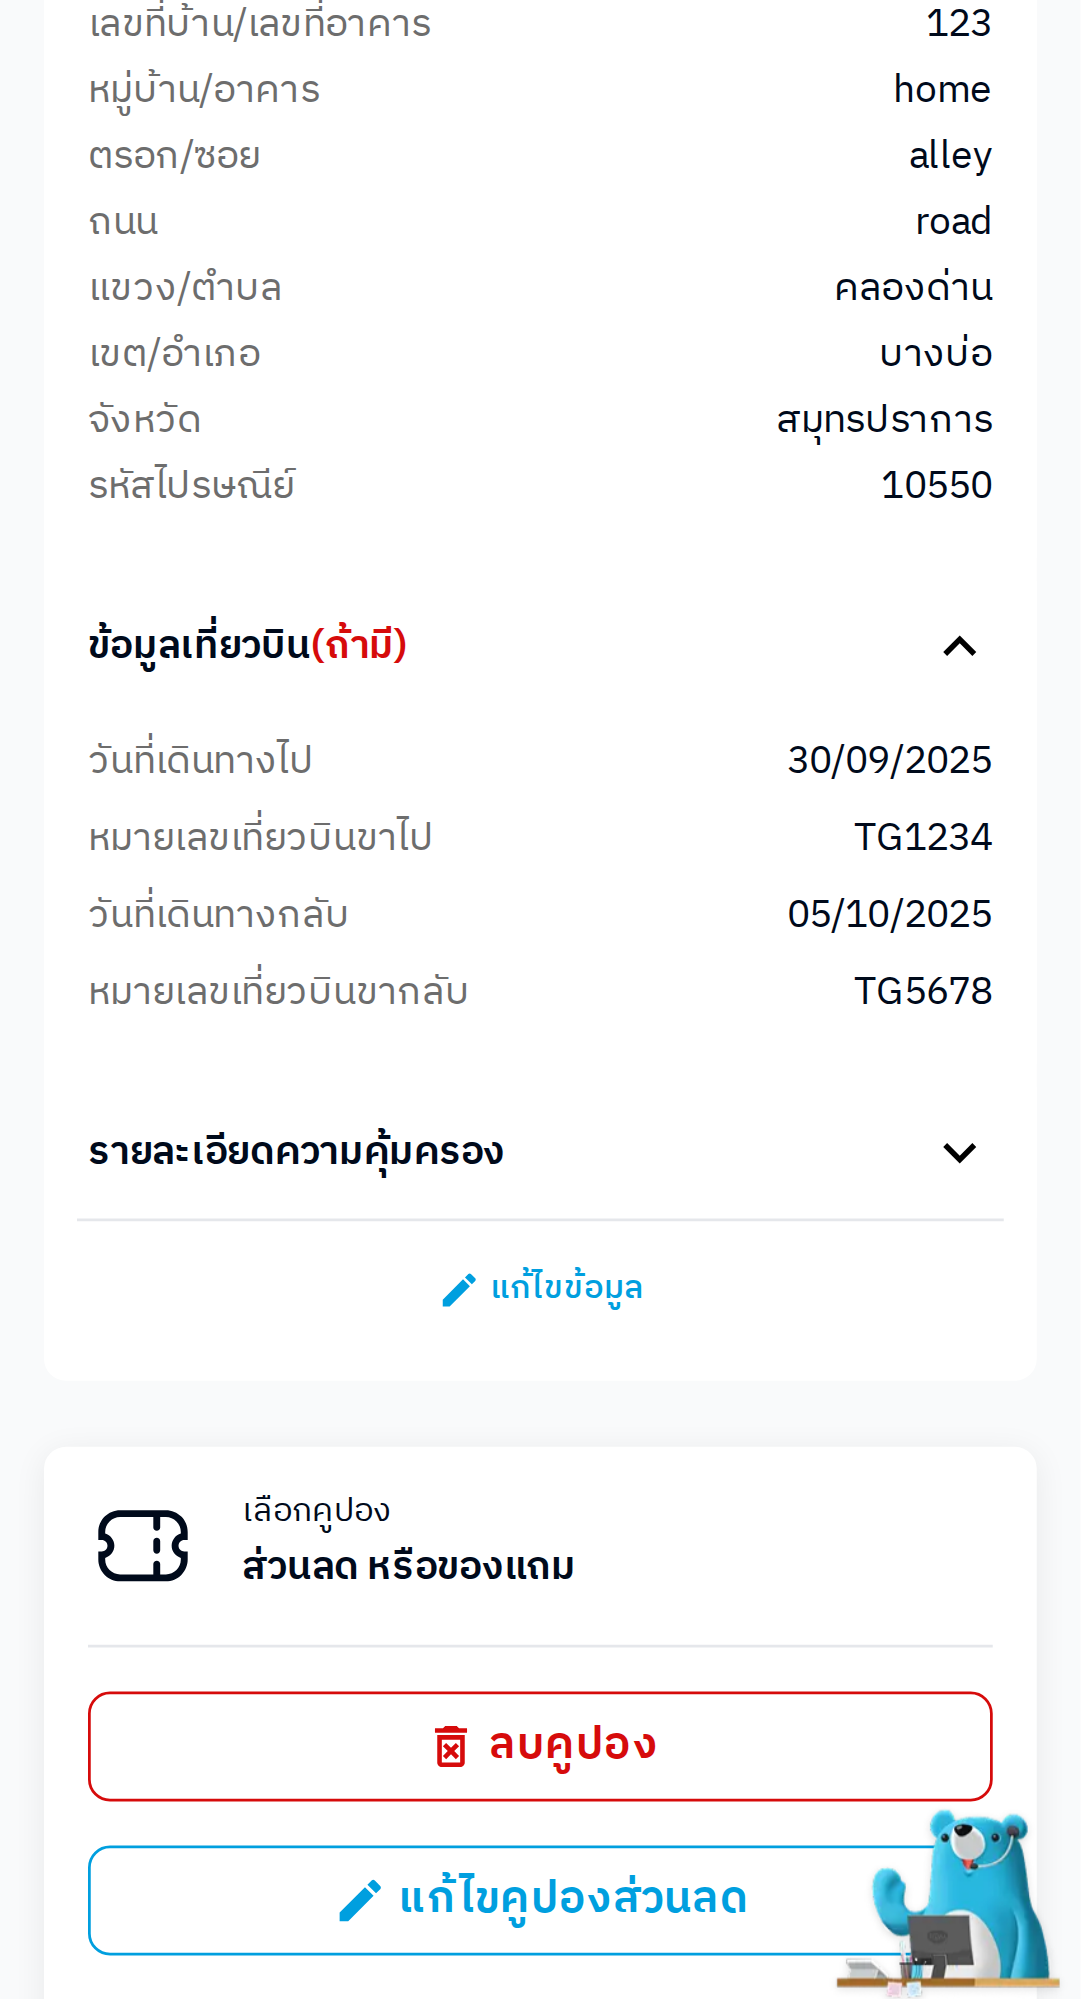 เลขที่บ้าน/เลขที่อาคาร 123
หมู่บ้าน/อาคาร home
ตรอก/ซอย alley
ถนน road
แขวง/ตำบล คลองด่าน
เขต/อำเภอ บางบ่อ
จังหวัด สมุทรปราการ
รหัสไปรษณีย์ 10550
ข้อมูลเที่ยวบิน(ถ้ามี)
วันที่เดินทางไป 30/09/2025
หมายเลขเที่ยวบินขาไป TG1234
วันที่เดินทางกลับ 05/10/2025
หมายเลขเที่ยวบินขากลับ TG5678
รายละเอียดความคุ้มครอง
แก้ไขข้อมูล
เลือกคูปอง
ส่วนลด หรือของแถม
ลบคูปอง
แก้ไขคูปองส่วนลด